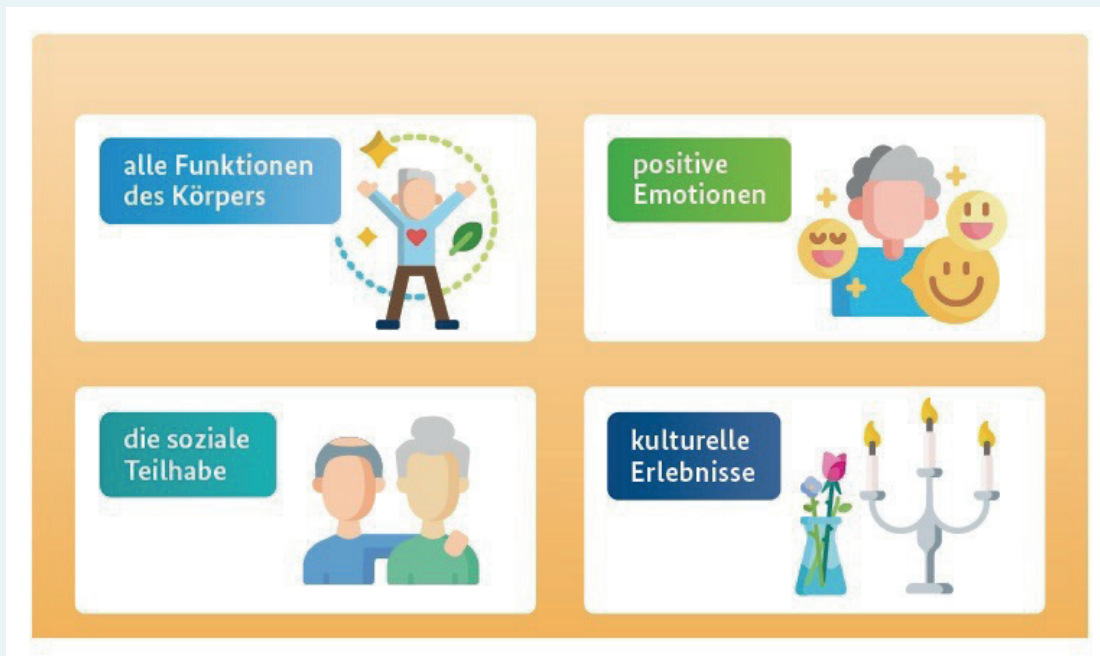 alle Funktionen
des Körpers
positive
Emotionen
die soziale
Teilhabe
kulturelle
Erlebnisse